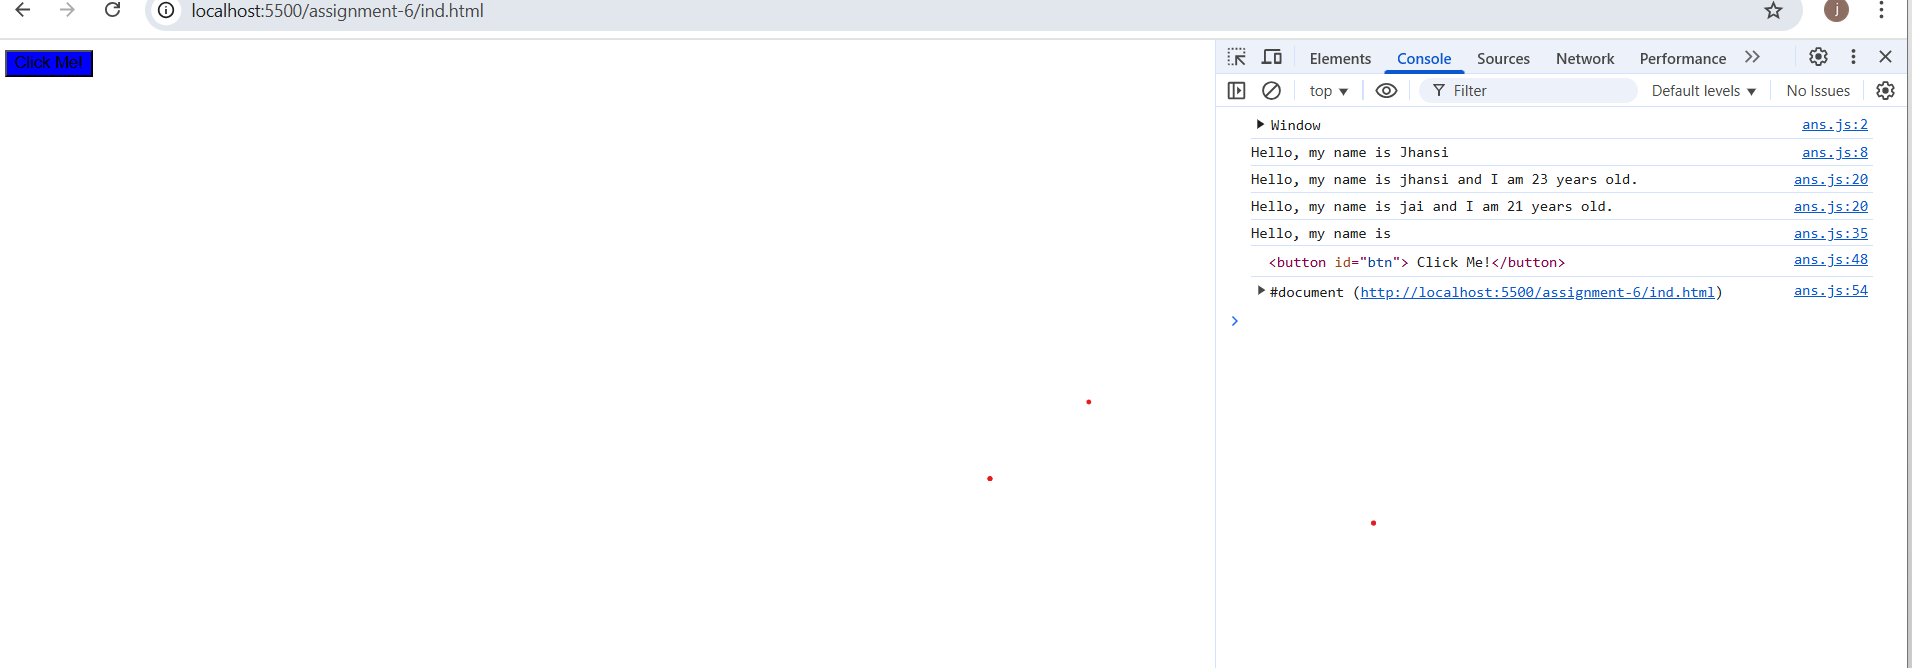 localhost:5500/assignment-6/ind.html
j
Click Me!
Elements Console Sources Network Performance
top Filter Default levels No Issues
Window ans.js:2
Hello, my name is Jhansi ans.js:8
Hello, my name is jhansi and I am 23 years old. ans.js:20
Hello, my name is jai and I am 21 years old. ans.js:20
Hello, my name is ans.js:35
<button id="btn"> Click Me!</button> ans.js:48
#document (http://localhost:5500/assignment-6/ind.html) ans.js:54